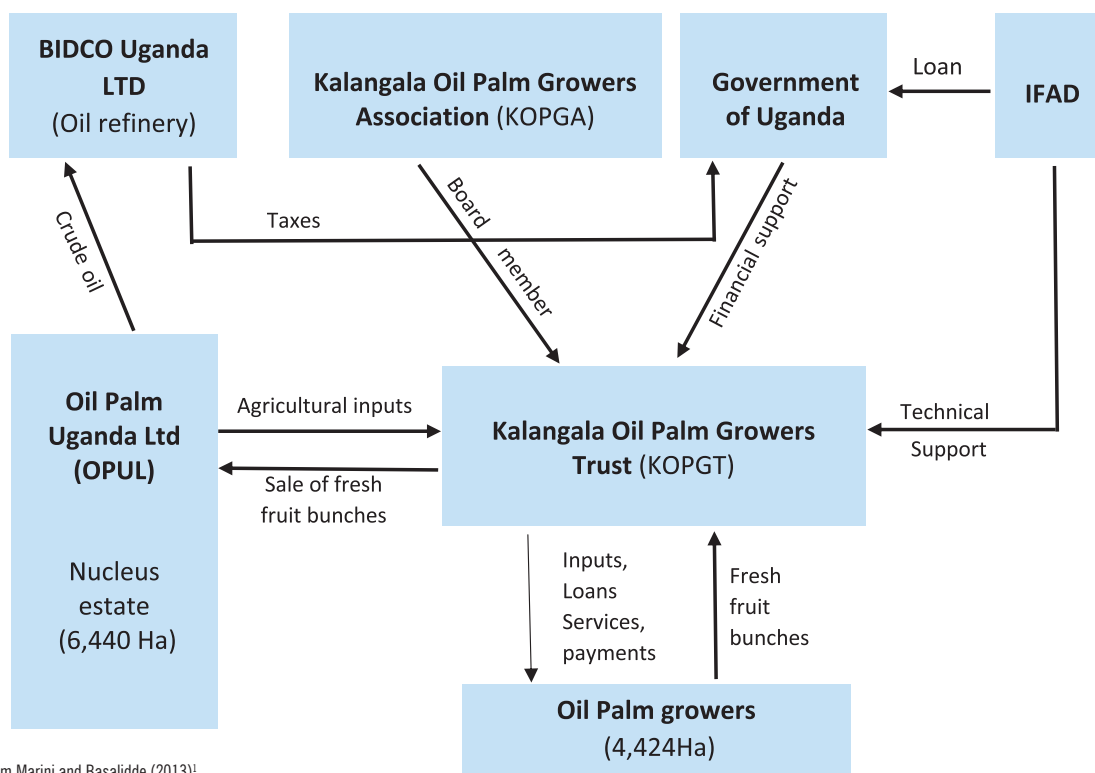 BIDCO Uganda
LTD
(Oil refinery)
Kalangala Oil Palm Growers
Association (KOPGA)
Government
of Uganda
Loan
IFAD
Crude oil
Taxes
Board
member
Financial support
Oil Palm
Uganda Ltd
(OPUL)
Nucleus
estate
(6,440 Ha)
Agricultural inputs
Sale of fresh
fruit bunches
Kalangala Oil Palm Growers
Trust (KOPGT)
Technical
Support
Inputs,
Loans
Services,
payments
Fresh
fruit
bunches
Oil Palm growers
(4,424Ha)
Marini and Basalidde (2013)1